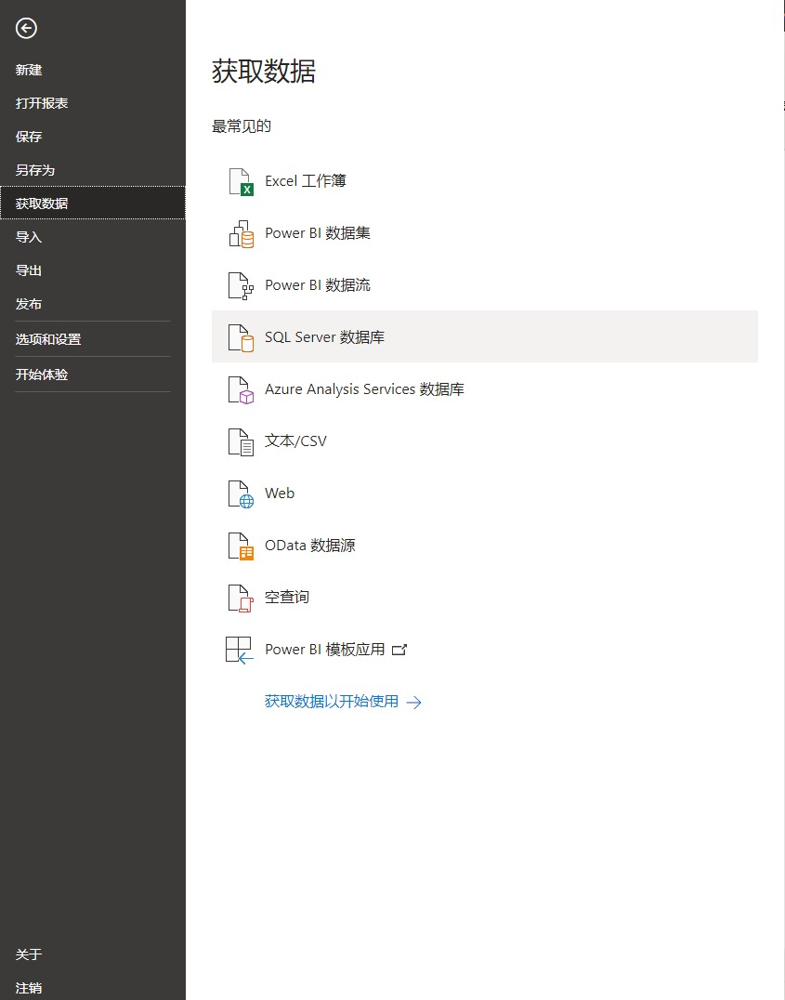 新建
打开报表
保存
另存为
获取数据
导入
导出
发布
选项和设置
开始体验
关于
注销
获取数据
最常见的
Excel 工作簿
Power BI 数据集
Power BI 数据流
SQL Server 数据库
Azure Analysis Services 数据库
文本/CSV
Web
OData 数据源
空查询
Power BI 模板应用
获取数据以开始使用